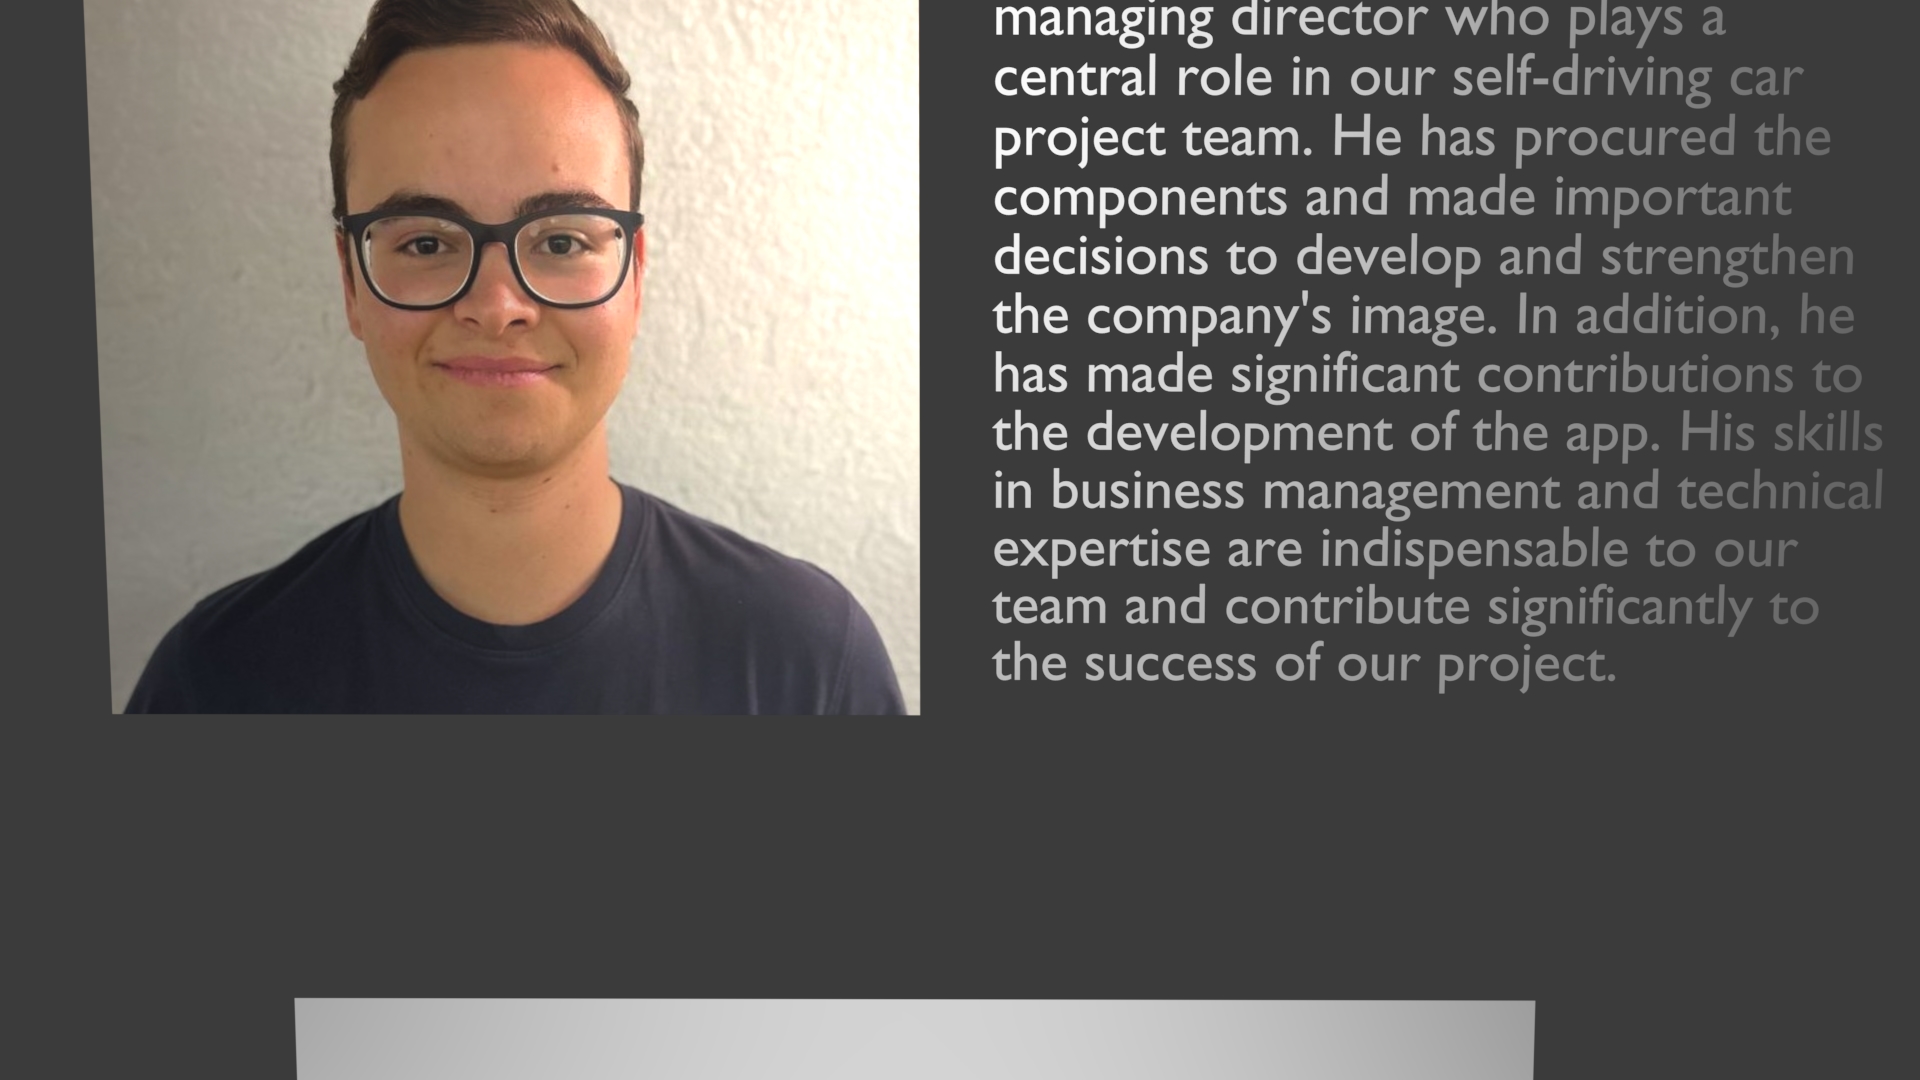 managing director who plays a
central role in our self-driving car
project team. He has procured the
components and made important
decisions to develop and strengthen
the company's image. In addition, he
has made significant contributions to
the development of the app. His skills
in business management and technical
expertise are indispensable to our
team and contribute significantly to
the success of our project.